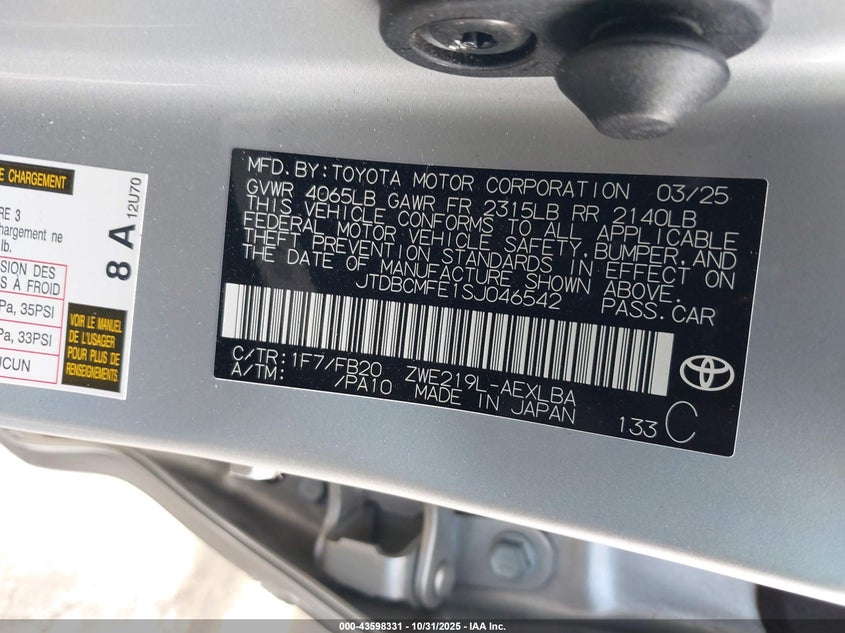 E CHARGEMENT
RE 3
chargement ne
lb.
SION DES
S À FROID
Pa, 35PSI
Pa, 33PSI
UCUN
VOIR LE MANUEL
DE L'USAGER
POUR PLUS DE
RENSEIGNEMENTS
8 A
12U70
MFD. BY: TOYOTA MOTOR CORPORATION 03/25
GVWR 4065LB GAWR FR 2315LB RR 2140LB
THIS VEHICLE CONFORMS TO ALL APPLICABLE
FEDERAL MOTOR VEHICLE SAFETY, BUMPER, AND
THEFT PREVENTION STANDARDS IN EFFECT ON
THE DATE OF MANUFACTURE SHOWN ABOVE.
JTDBCMFE1SJ046542 PASS. CAR
C/TR: 1F7/FB20 ZWE219L-AEXLBA
A/TM: /PA10 MADE IN JAPAN 133 C
000-43598331 - 10/31/2025 - IAA Inc.